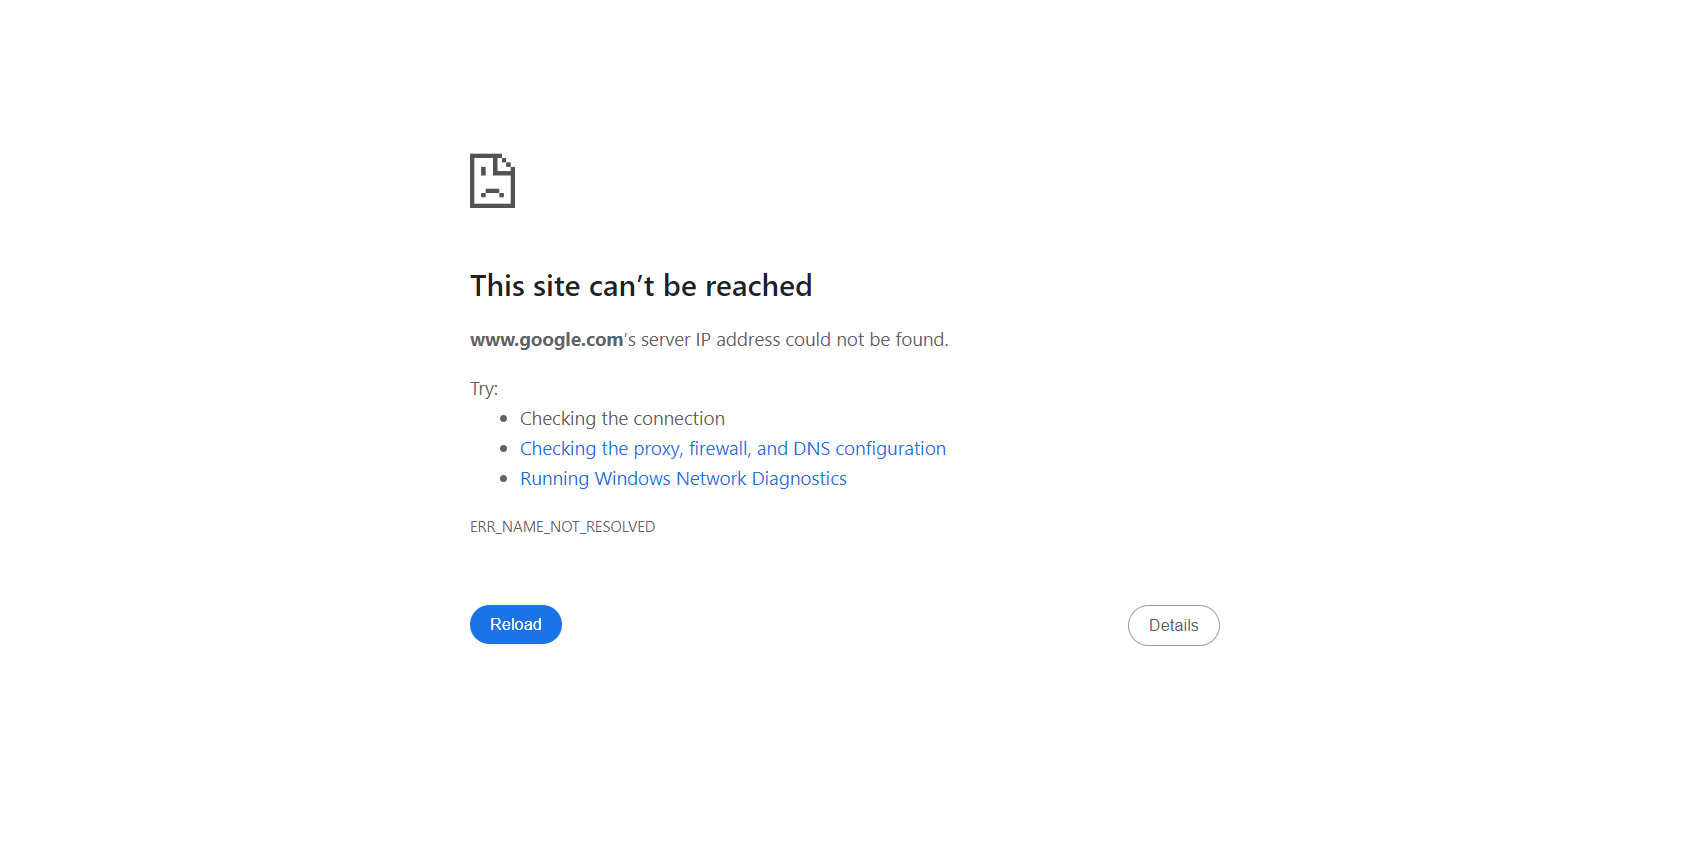 This site can’t be reached
www.google.com’s server IP address could not be found.
Try:
Checking the connection
Checking the proxy, firewall, and DNS configuration
Running Windows Network Diagnostics
ERR_NAME_NOT_RESOLVED
Reload
Details